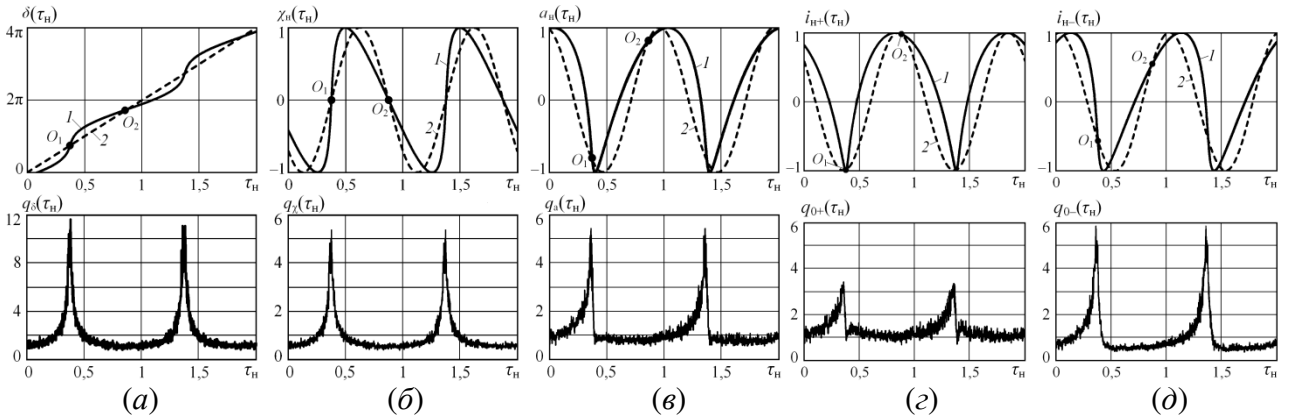 δ(τн) χн(τн) aн(τн) iн+(τн) iн−(τн)
4π 1 1 1 1
2π 0 0 0 0
0 −1 −1 −1 −1
O1 O2 1 2
O1 O2 1 2
O1 O2 1 2
O1 O2 1 2
O1 O2 1 2
0 0,5 1 1,5 τн 0 0,5 1 1,5 τн 0 0,5 1 1,5 τн 0 0,5 1 1,5 τн 0 0,5 1 1,5 τн
qδ(τн) qχ(τн) qa(τн) q0+(τн) q0−(τн)
12 6 6 6 6
8 4 4 4 4
4 2 2 2 2
0 0 0 0 0
0 0,5 1 1,5 τн 0 0,5 1 1,5 τн 0 0,5 1 1,5 τн 0 0,5 1 1,5 τн 0 0,5 1 1,5 τн
(а) (б) (в) (г) (д)